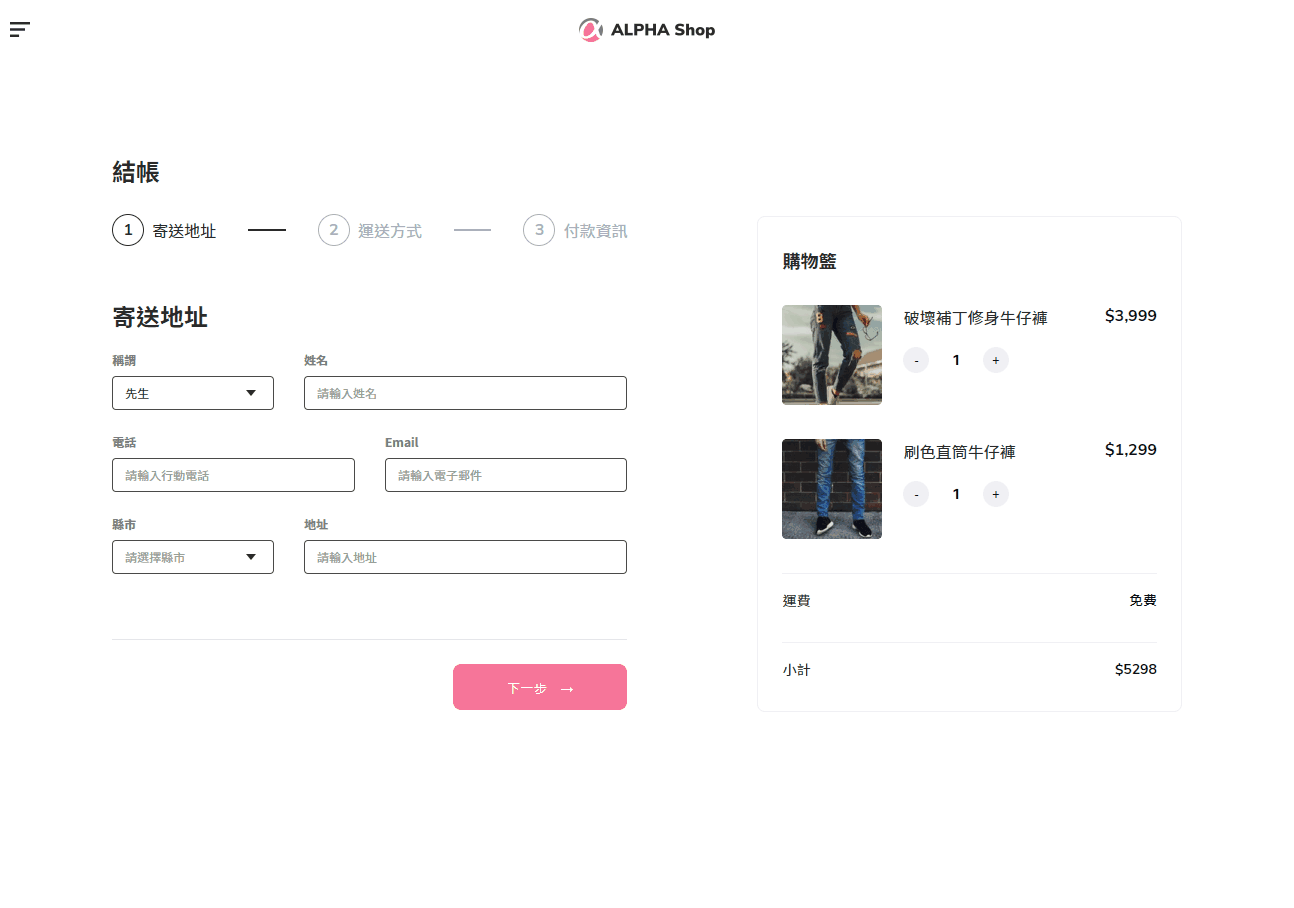 ALPHA Shop
結帳
1 寄送地址 2 運送方式 3 付款資訊
寄送地址
稱謂 姓名
先生 請輸入姓名
電話 Email
請輸入行動電話 請輸入電子郵件
縣市 地址
請選擇縣市 請輸入地址
下一步 →
購物籃
破壞補丁修身牛仔褲 $3,999
- 1 +
刷色直筒牛仔褲 $1,299
- 1 +
運費 免費
小計 $5298